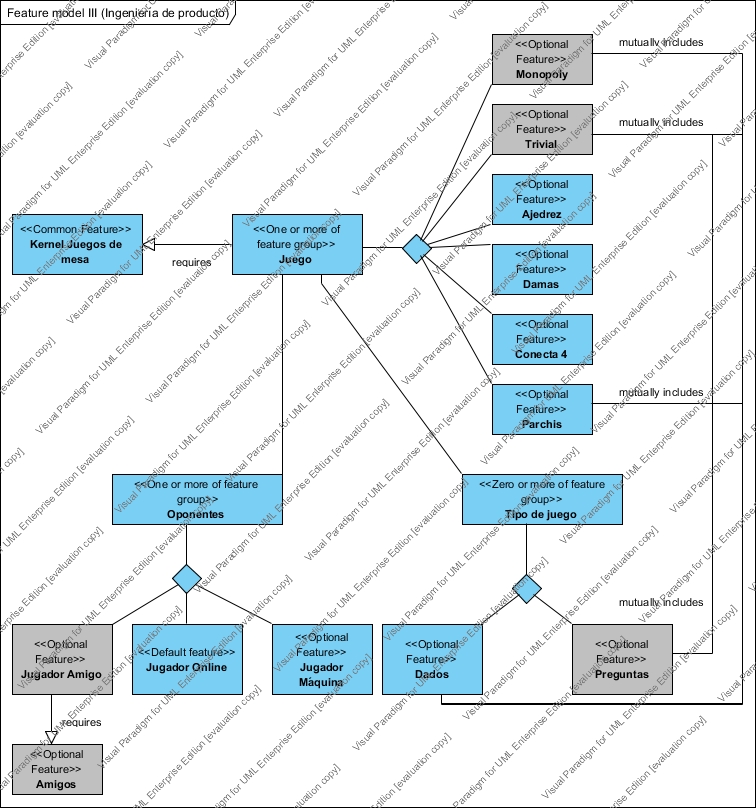 Feature model III (Ingeniería de producto)
<<Optional
Feature>>
Monopoly
mutually includes
<<Optional
Feature>>
Trivial
mutually includes
<<Optional
Feature>>
Ajedrez
<<Common Feature>>
Kernel Juegos de
mesa
requires
<<One or more of
feature group>>
Juego
<<Optional
Feature>>
Damas
<<Optional
Feature>>
Conecta 4
<<Optional
Feature>>
Parchis
mutually includes
<<One or more of feature
group>>
Oponentes
<<Zero or more of feature
group>>
Tipo de juego
mutually includes
<<Optional
Feature>>
Jugador Amigo
<<Default feature>>
Jugador Online
<<Optional
Feature>>
Jugador
Máquina
<<Optional
Feature>>
Dados
<<Optional
Feature>>
Preguntas
requires
<<Optional
Feature>>
Amigos
Visual Paradigm for UML Enterprise Edition [evaluation copy]